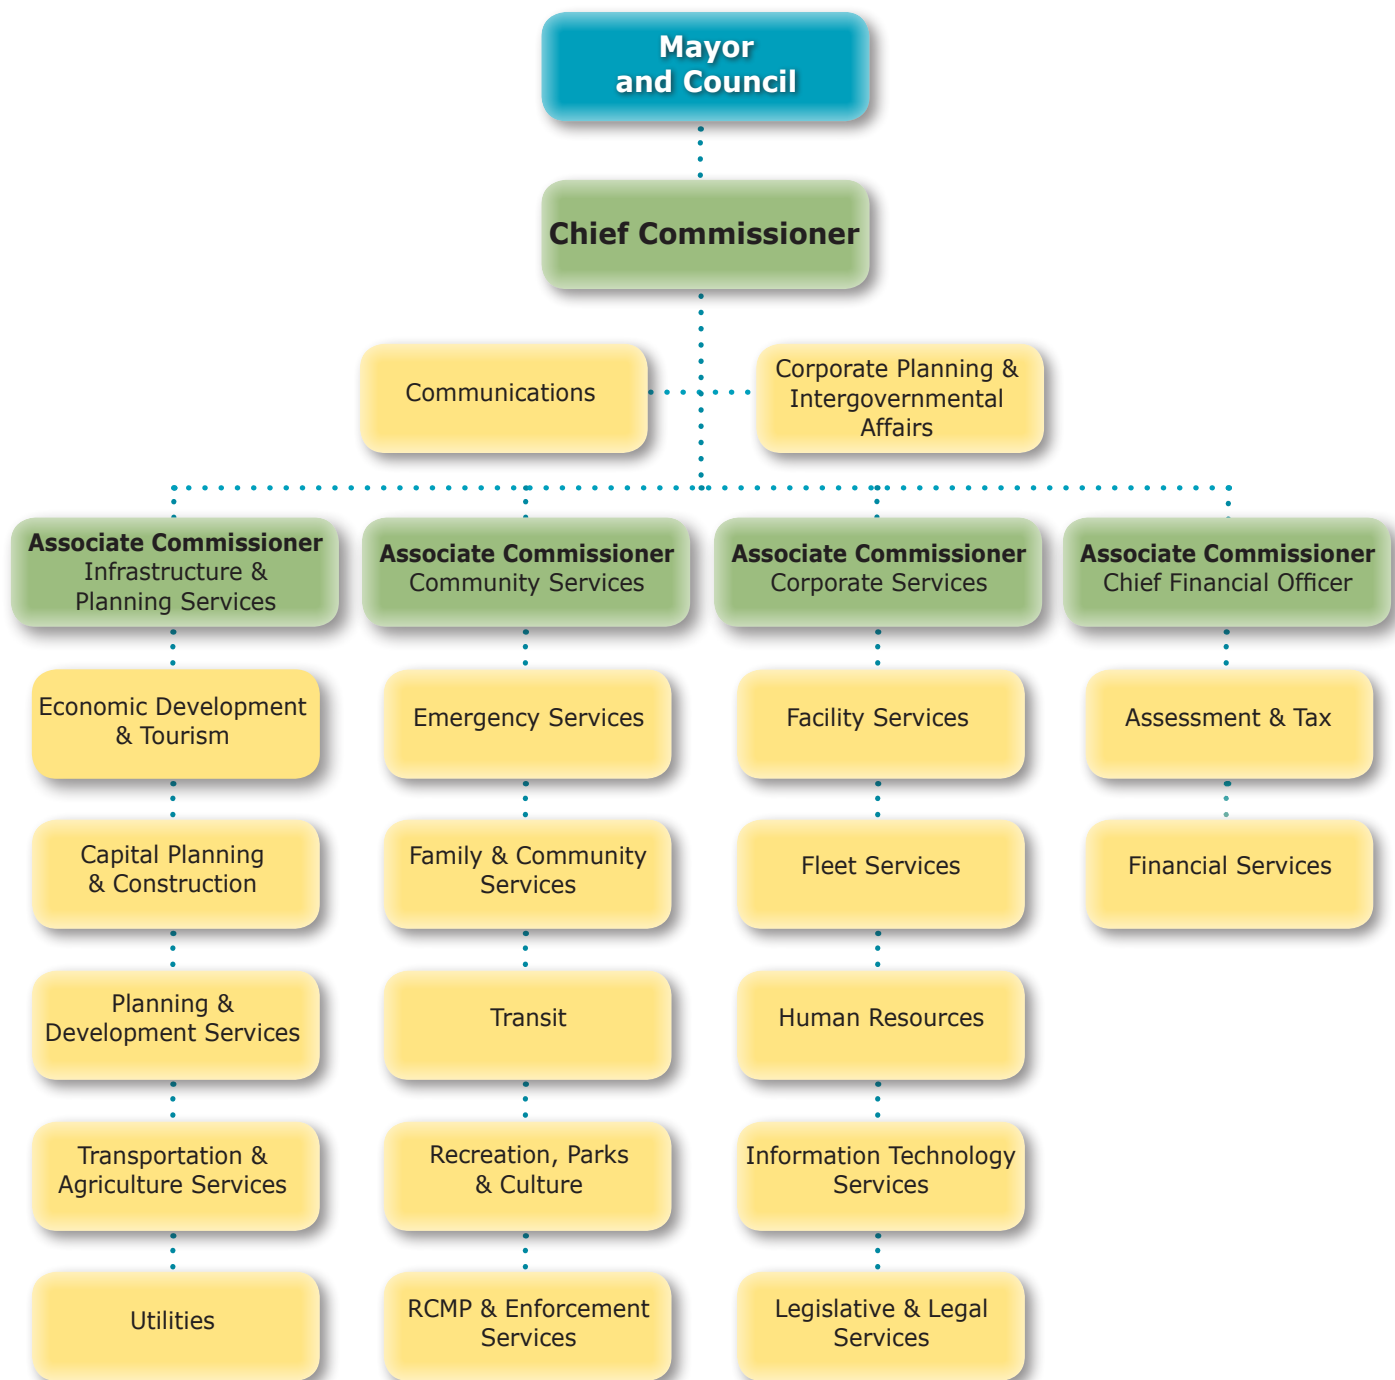 Mayor
and Council
Chief Commissioner
Communications
Corporate Planning &
Intergovernmental
Affairs
Associate Commissioner
Infrastructure &
Planning Services
Associate Commissioner
Community Services
Associate Commissioner
Corporate Services
Associate Commissioner
Chief Financial Officer
Economic Development
& Tourism
Emergency Services
Facility Services
Assessment & Tax
Capital Planning
& Construction
Family & Community
Services
Fleet Services
Financial Services
Planning &
Development Services
Transit
Human Resources
Transportation &
Agriculture Services
Recreation, Parks
& Culture
Information Technology
Services
Utilities
RCMP & Enforcement
Services
Legislative & Legal
Services